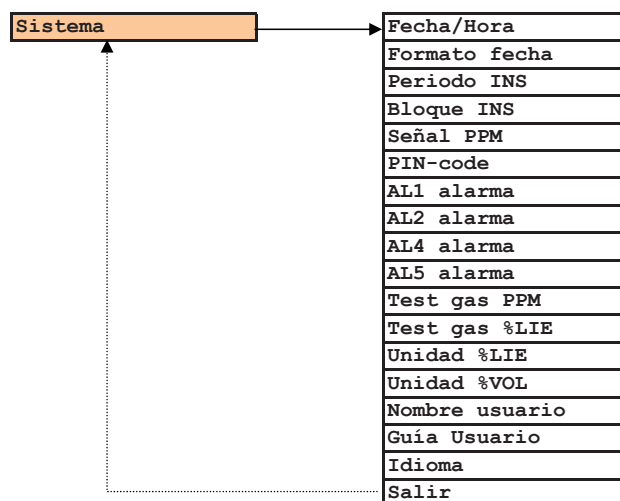 Sistema
Fecha/Hora
Formato fecha
Periodo INS
Bloque INS
Señal PPM
PIN-code
AL1 alarma
AL2 alarma
AL4 alarma
AL5 alarma
Test gas PPM
Test gas %LIE
Unidad %LIE
Unidad %VOL
Nombre usuario
Guía Usuario
Idioma
Salir